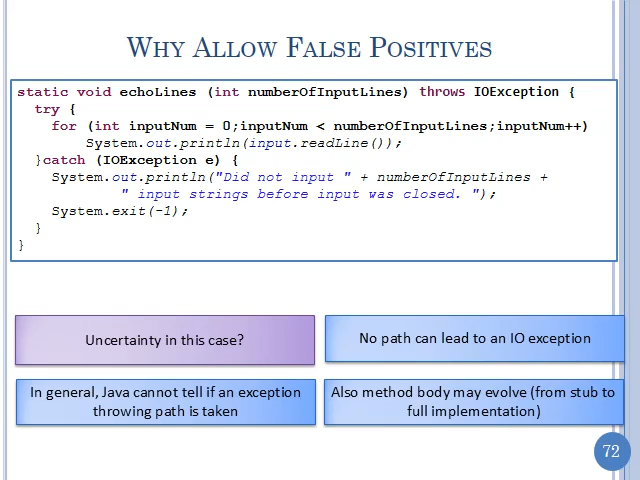 WHY ALLOW FALSE POSITIVES
static void echoLines (int numberOfInputLines) throws IOException {
try {
for (int inputNum = 0;inputNum < numberOfInputLines;inputNum++)
System.out.println(input.readLine());
}catch (IOException e) {
System.out.println("Did not input " + numberOfInputLines +
" input strings before input was closed. ");
System.exit(-1);
}
}
Uncertainty in this case?
No path can lead to an IO exception
In general, Java cannot tell if an exception
throwing path is taken
Also method body may evolve (from stub to
full implementation)
72